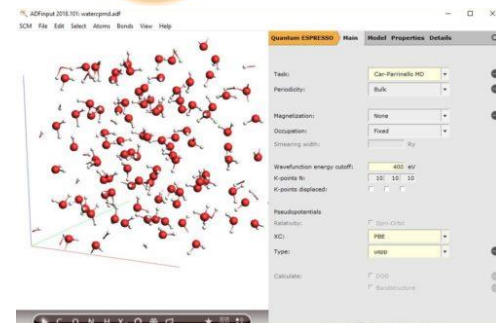 ADFinput 2018.101: watercpmd.adf
SCM File Edit Select Atoms Bonds View Help
Quantum ESPRESSO Main Model Properties Details
Task: Car-Parrinello MD
Periodicity: Bulk
Magnetization: None
Occupation: Fixed
Smearing width: Ry
Wavefunction energy cutoff: 400 eV
K-points N: 10 10 10
K-points displaced:
Pseudopotentials
Relativity: Spin-Orbit
XC: PBE
Type: uspp
Calculate: DOS
Bandstructure
C O N H X